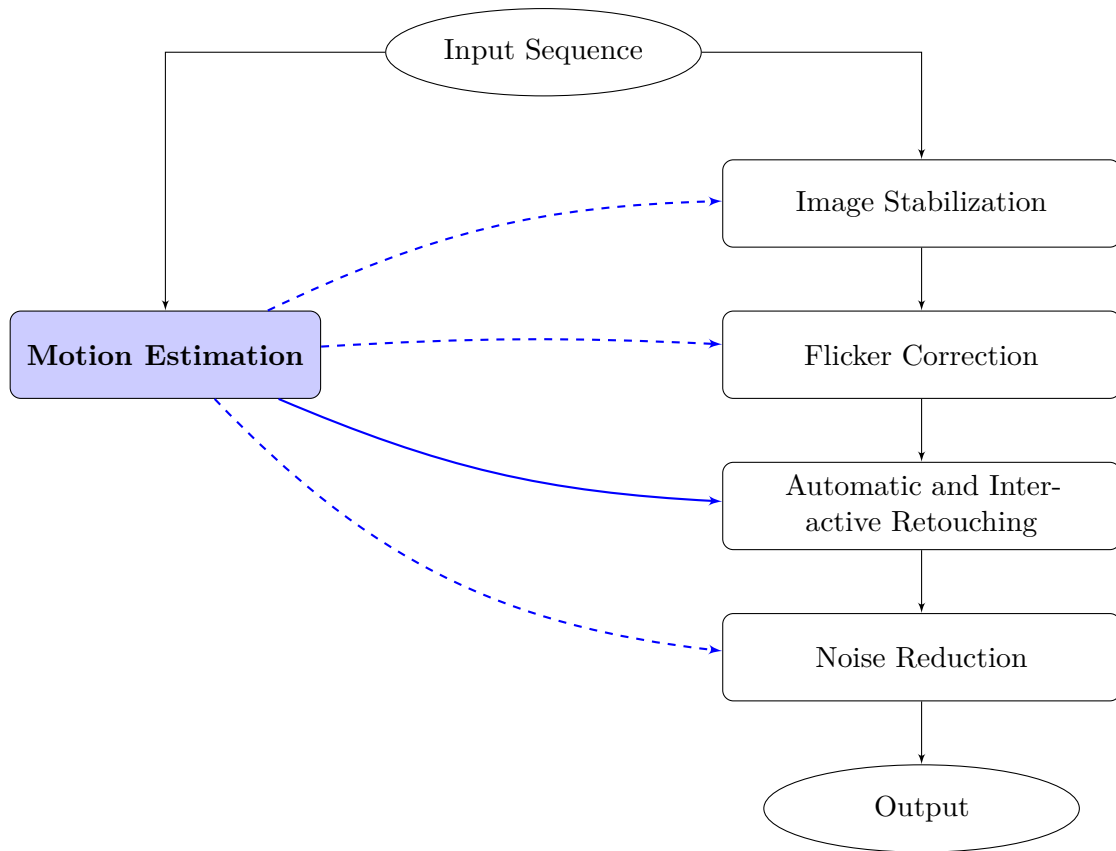 Input Sequence
Image Stabilization
Motion Estimation
Flicker Correction
Automatic and Inter-
active Retouching
Noise Reduction
Output